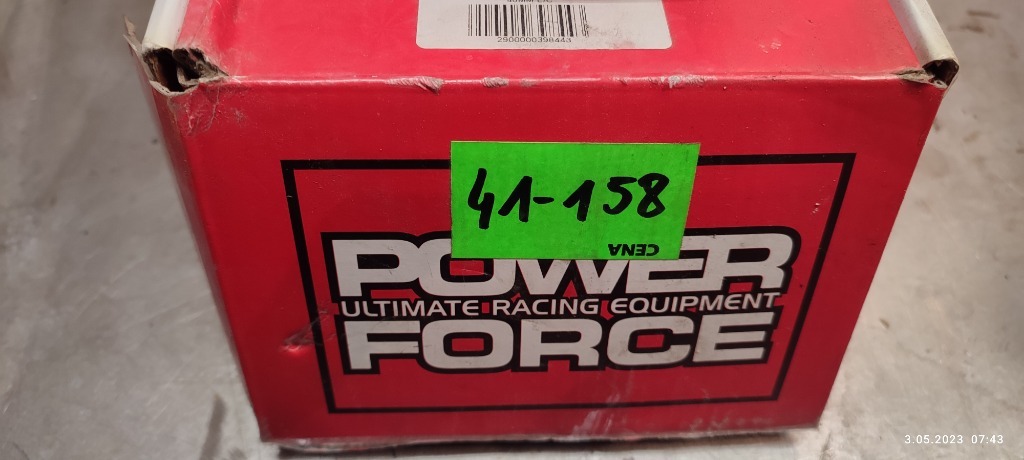 2900000398443
41-158
CENA
POWER
ULTIMATE RACING EQUIPMENT
FORCE
3.05.2023 07:43